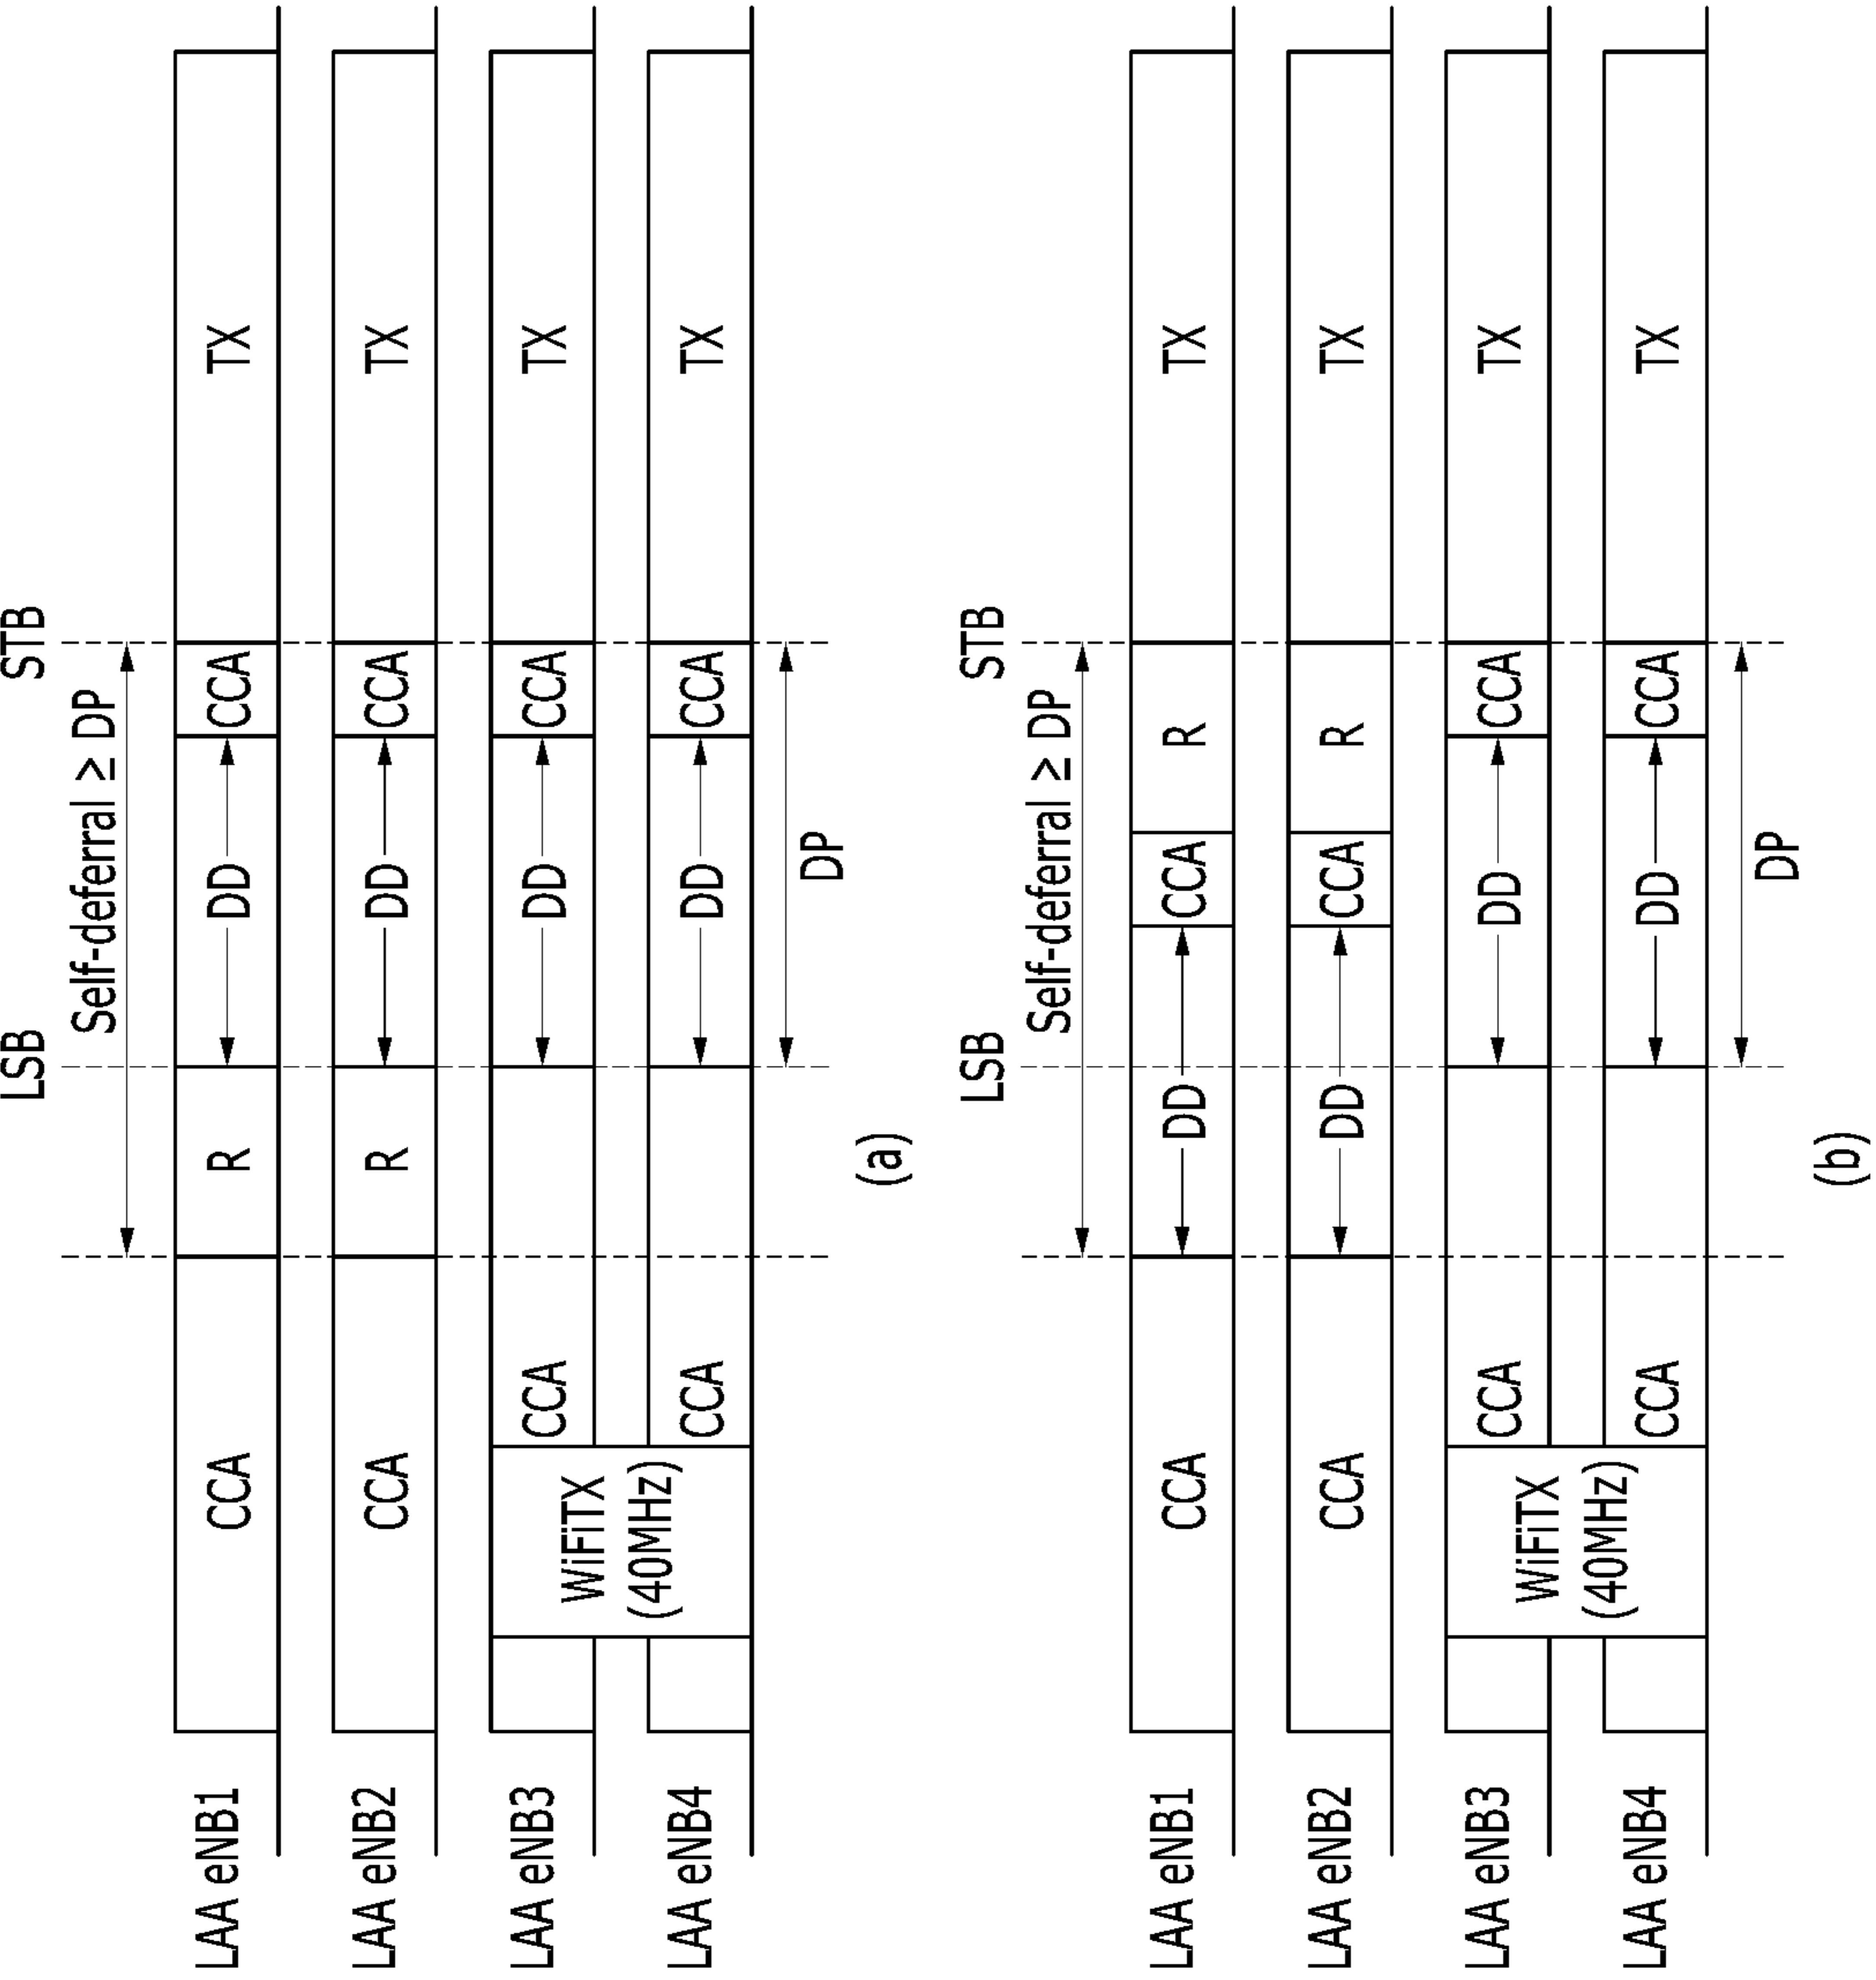 LSB
STB
Self-deferral ≥ DP
LAA eNB1
CCA
R
DD
CCA
TX
LAA eNB2
CCA
R
DD
CCA
TX
LAA eNB3
WiFiTX
(40MHz)
CCA
DD
CCA
TX
LAA eNB4
CCA
DD
CCA
TX
DP
(a)
LSB
STB
Self-deferral ≥ DP
LAA eNB1
CCA
DD
CCA
R
TX
LAA eNB2
CCA
DD
CCA
R
TX
LAA eNB3
WiFiTX
(40MHz)
CCA
DD
CCA
TX
LAA eNB4
CCA
DD
CCA
TX
DP
(b)